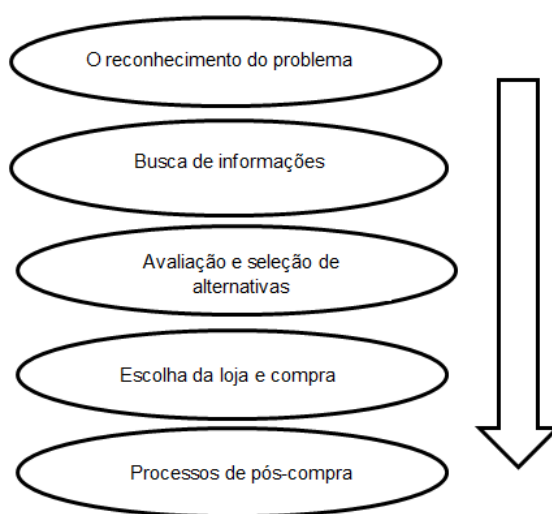 O reconhecimento do problema
Busca de informações
Avaliação e seleção de
alternativas
Escolha da loja e compra
Processos de pós-compra